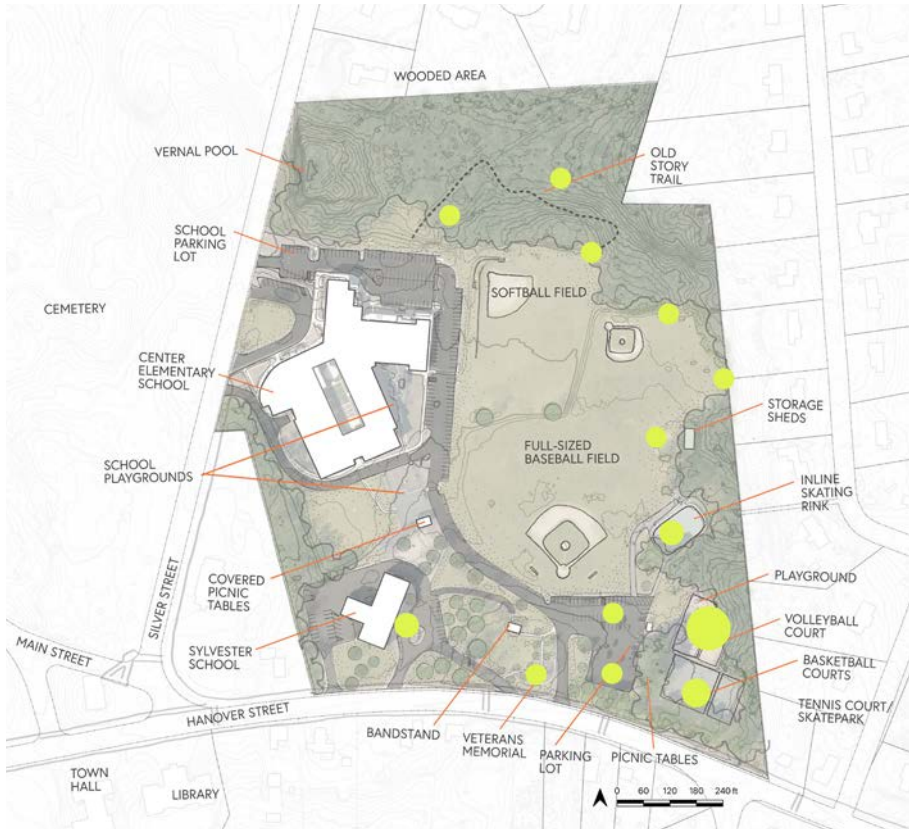 WOODED AREA
VERNAL POOL
OLD
STORY
TRAIL
SCHOOL
PARKING
LOT
SOFTBALL FIELD
CEMETERY
CENTER
ELEMENTARY
SCHOOL
STORAGE
SHEDS
FULL-SIZED
BASEBALL FIELD
SCHOOL
PLAYGROUNDS
INLINE
SKATING
RINK
COVERED
PICNIC
TABLES
PLAYGROUND
SILVER STREET
VOLLEYBALL
COURT
MAIN STREET
SYLVESTER
SCHOOL
BASKETBALL
COURTS
TENNIS COURT/
SKATEPARK
HANOVER STREET
BANDSTAND
VETERANS
MEMORIAL
PARKING
LOT
PICNIC TABLES
TOWN
HALL
LIBRARY
0 60 120 180 240 ft